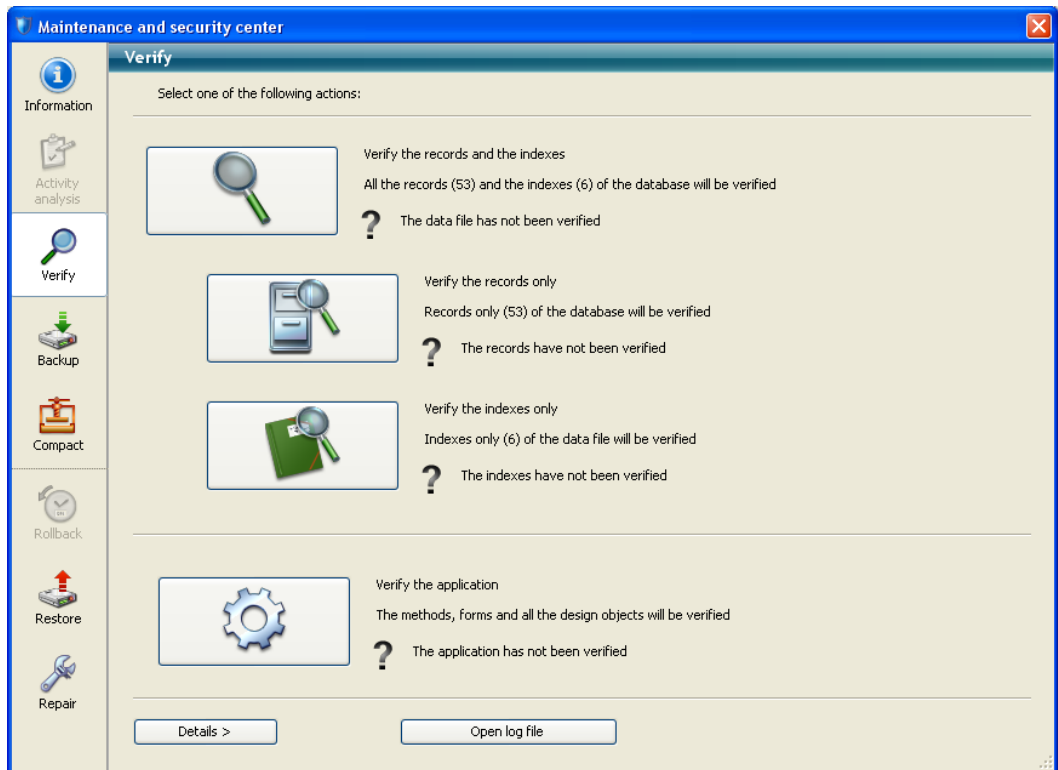 Maintenance and security center
Information
Activity
analysis
Verify
Backup
Compact
Rollback
Restore
Repair
Verify
Select one of the following actions:
Verify the records and the indexes
All the records (53) and the indexes (6) of the database will be verified
? The data file has not been verified
Verify the records only
Records only (53) of the database will be verified
? The records have not been verified
Verify the indexes only
Indexes only (6) of the data file will be verified
? The indexes have not been verified
Verify the application
The methods, forms and all the design objects will be verified
? The application has not been verified
Details >
Open log file